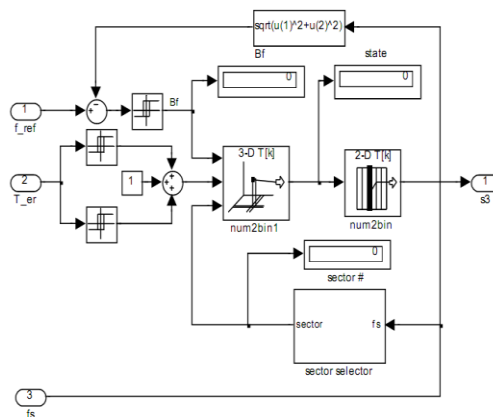 sqrt(u(1)^2+u(2)^2)
Bf
state
0
0
Bf
1
f_ref
3-D T[k]
2-D T[k]
2
T_er
1
num2bin1
num2bin
1
s3
0
sector #
sector
fs
sector selector
3
fs